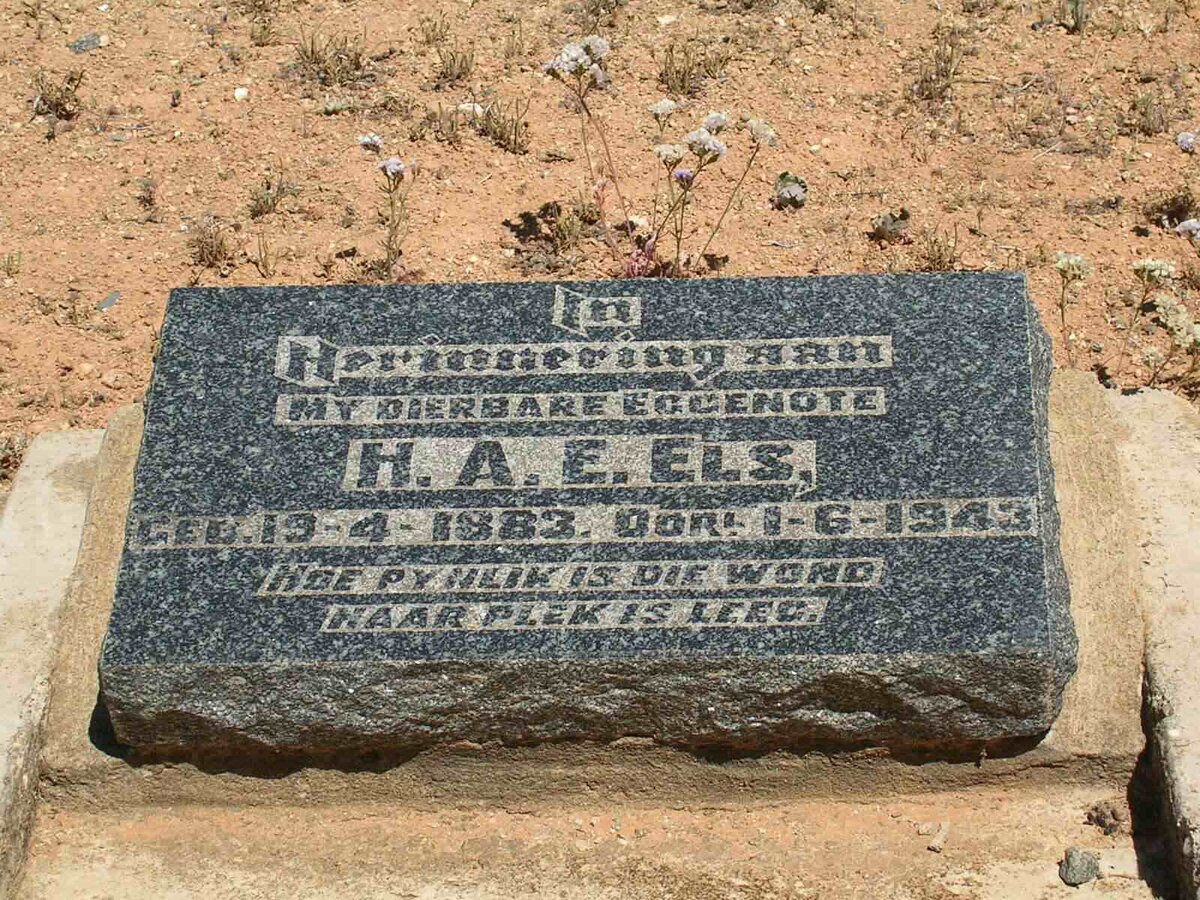 In
Herinnering aan
MY DIERBARE EGGENOTE
H. A. E. ELS,
GEB. 19-4-1883. OORL. 1-6-1943
HOE PYNLIK IS DIE WOND
HAAR PLEK IS LEEG.